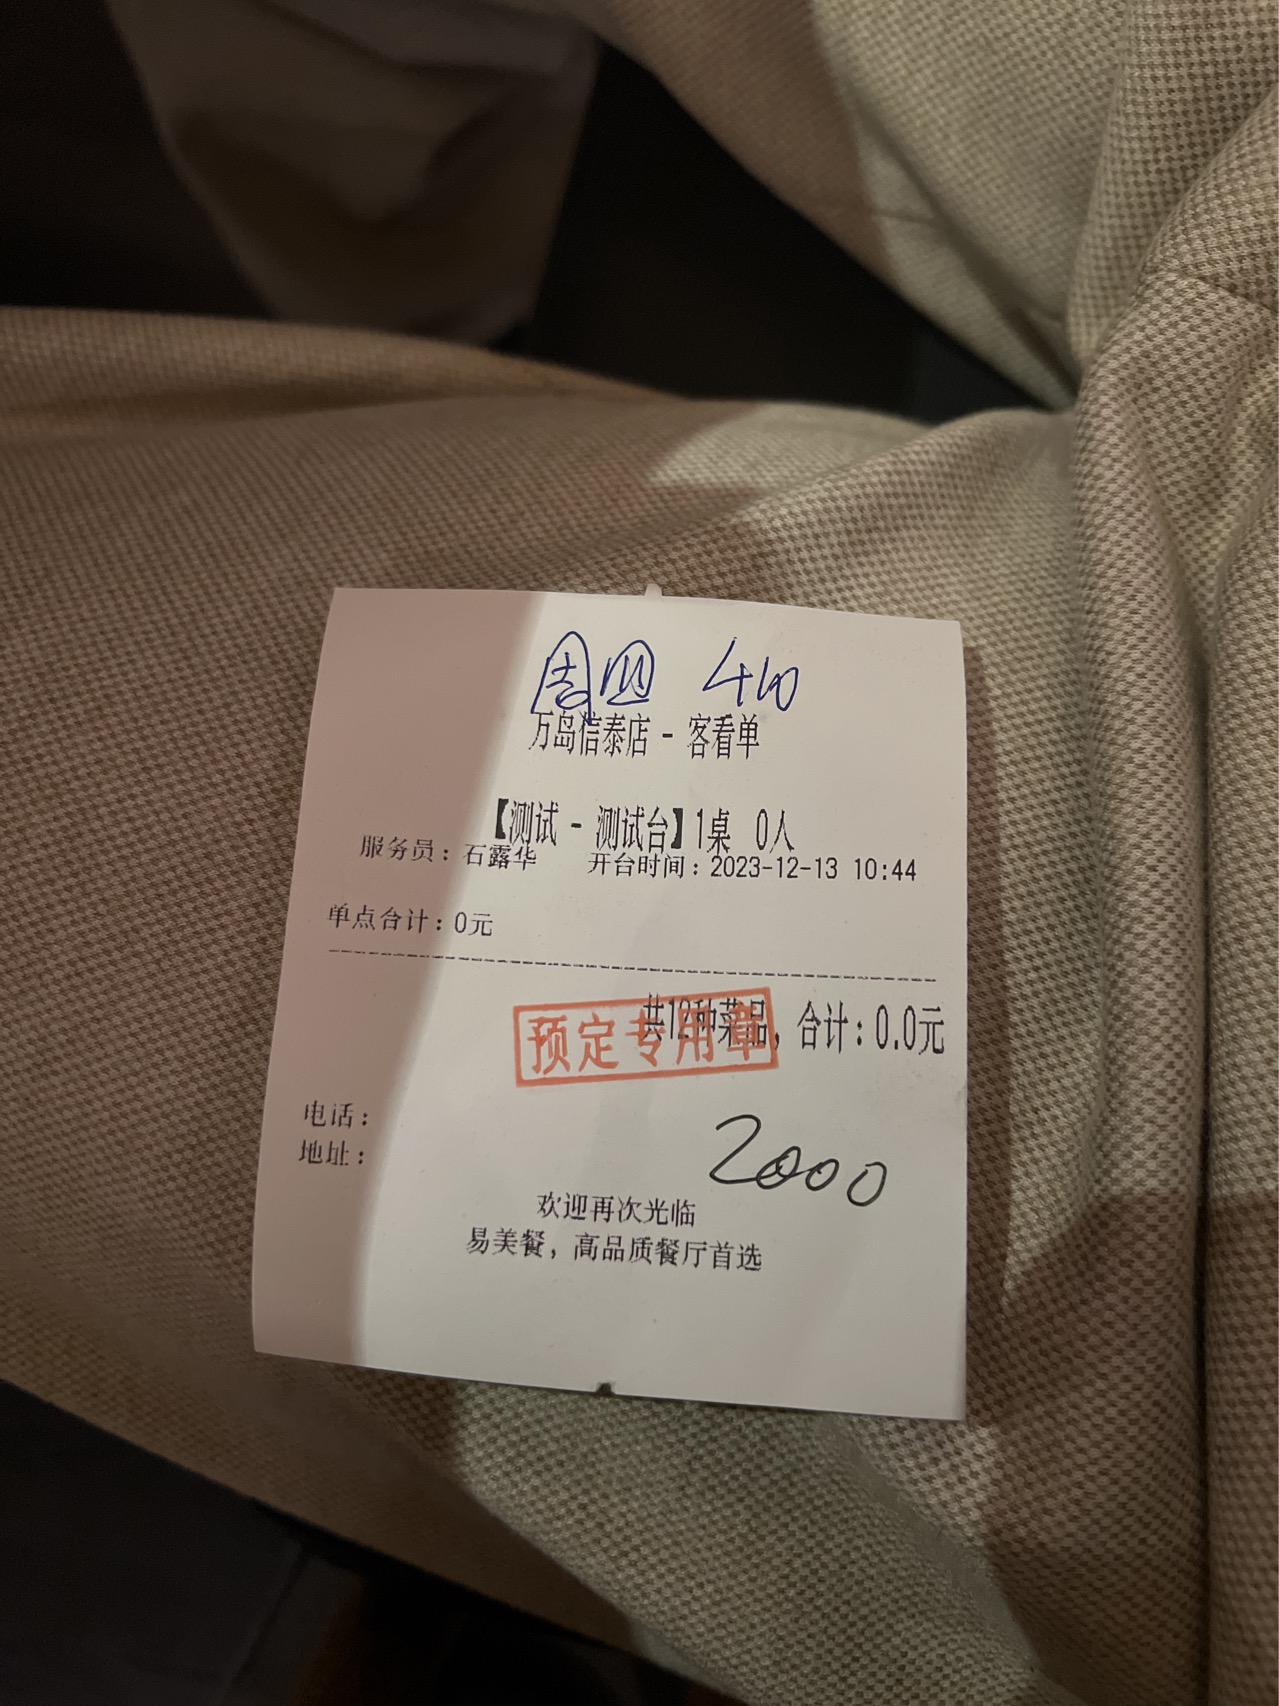 周四 410
万岛信泰店 - 客看单
【测试 - 测试台】1桌 0人
服务员：石露华 开台时间：2023-12-13 10:44
单点合计：0元
共12种菜品，合计：0.0元
预定专用章
电话：
地址：
2000
欢迎再次光临
易美餐，高品质餐厅首选